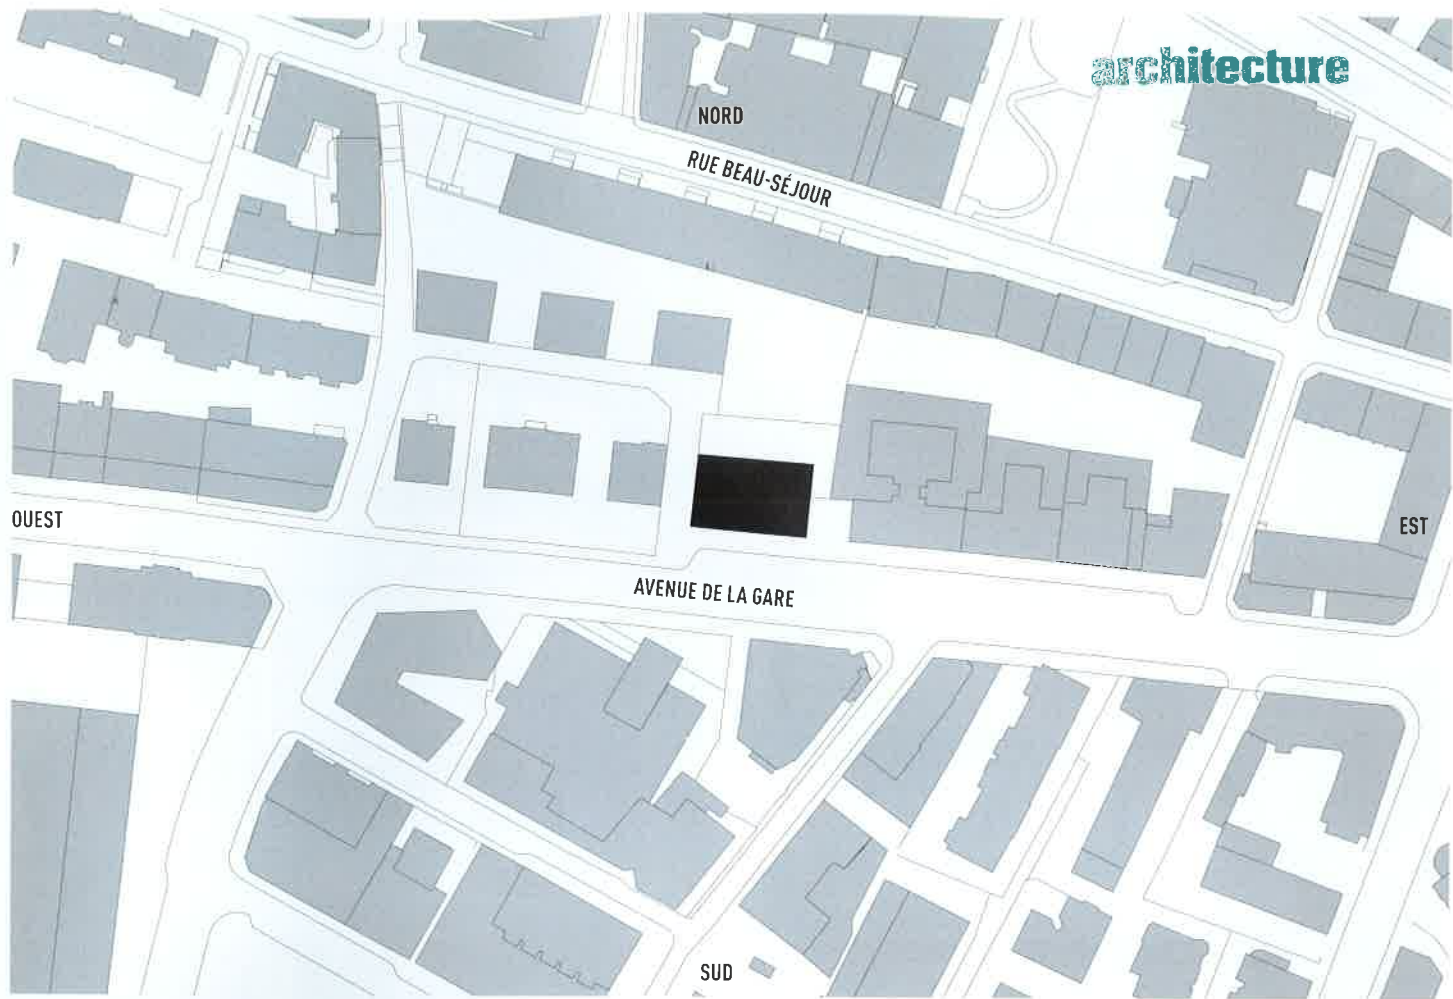 architecture
NORD
RUE BEAU-SÉJOUR
OUEST
EST
AVENUE DE LA GARE
SUD